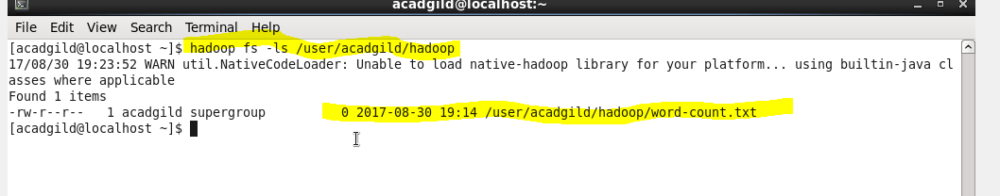 acadgild@localhost:~
File Edit View Search Terminal Help
[acadgild@localhost ~]$ hadoop fs -ls /user/acadgild/hadoop
17/08/30 19:23:52 WARN util.NativeCodeLoader: Unable to load native-hadoop library for your platform... using builtin-java cl
asses where applicable
Found 1 items
-rw-r--r--   1 acadgild supergroup          0 2017-08-30 19:14 /user/acadgild/hadoop/word-count.txt
[acadgild@localhost ~]$